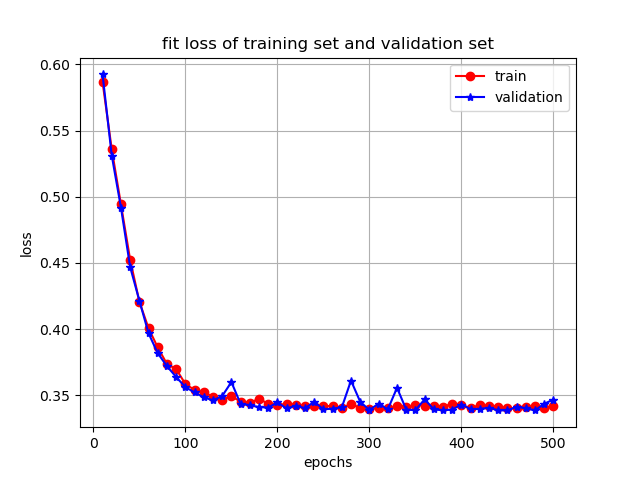 fit loss of training set and validation set
train
validation
0.60
0.55
0.50
0.45
0.40
0.35
loss
0 100 200 300 400 500
epochs